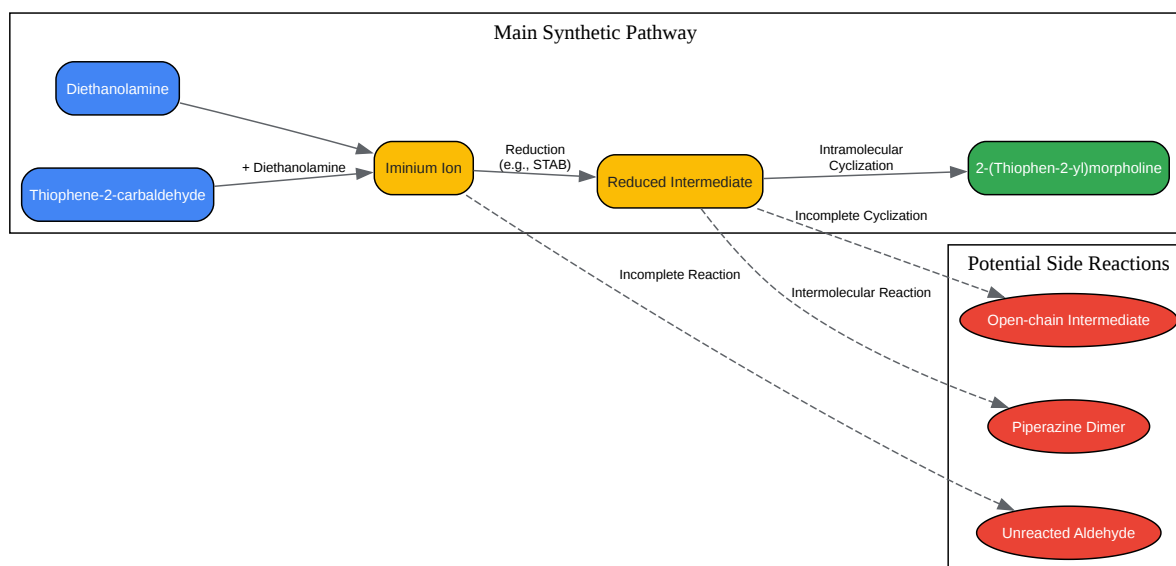 Main Synthetic Pathway
Diethanolamine
Thiophene-2-carbaldehyde
+ Diethanolamine
Iminium Ion
Reduction
(e.g., STAB)
Reduced Intermediate
Intramolecular
Cyclization
2-(Thiophen-2-yl)morpholine
Incomplete Cyclization
Incomplete Reaction
Intermolecular Reaction
Potential Side Reactions
Open-chain Intermediate
Piperazine Dimer
Unreacted Aldehyde